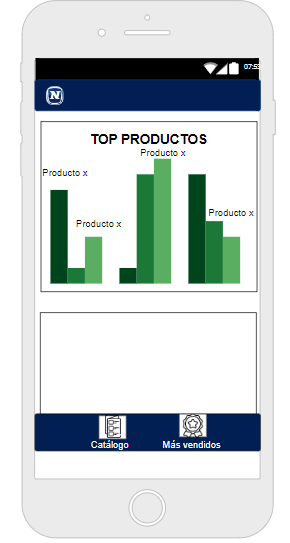 07:53
N
TOP PRODUCTOS
Producto x
Producto x
Producto x
Producto x
Catálogo
Más vendidos